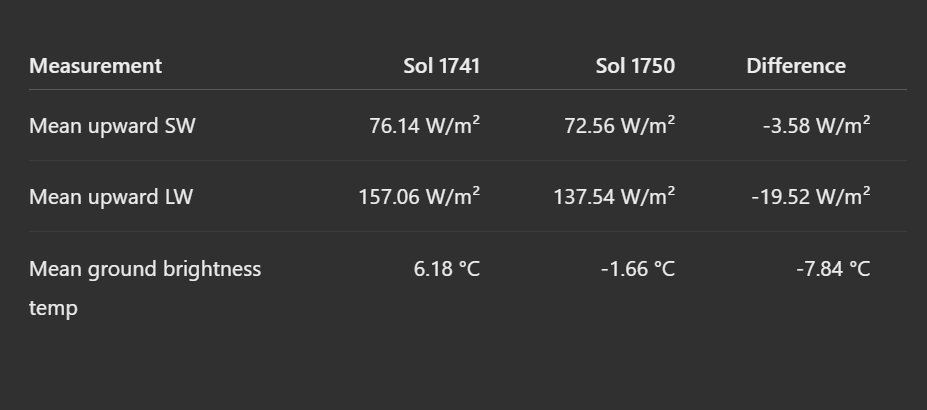 Measurement Sol 1741 Sol 1750 Difference
Mean upward SW 76.14 W/m² 72.56 W/m² -3.58 W/m²
Mean upward LW 157.06 W/m² 137.54 W/m² -19.52 W/m²
Mean ground brightness 6.18 °C -1.66 °C -7.84 °C
temp